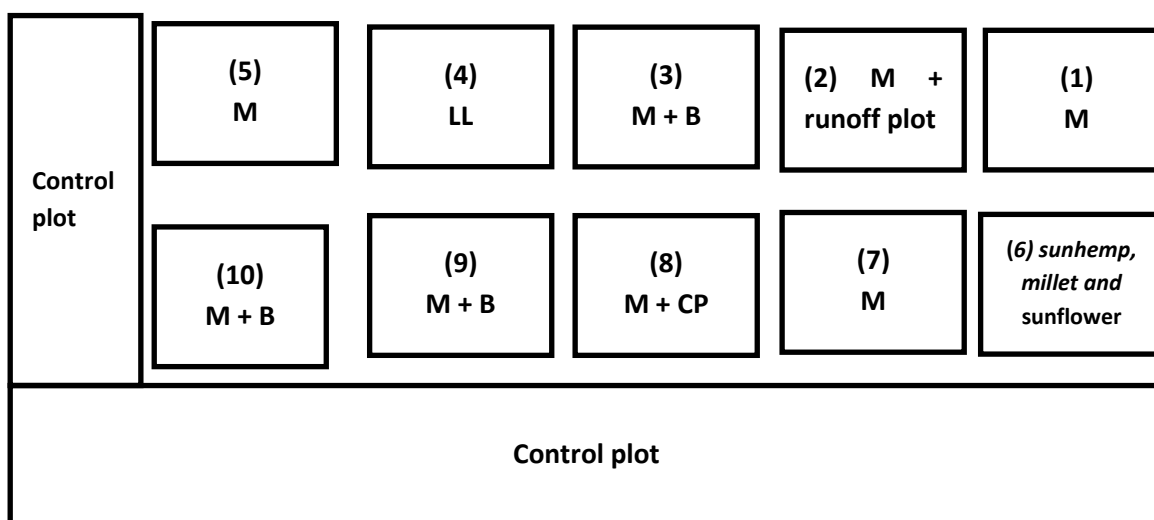 (5)
M
(4)
LL
(3)
M + B
(2) M +
runoff plot
(1)
M
Control
plot
(10)
M + B
(9)
M + B
(8)
M + CP
(7)
M
(6) sunhemp,
millet and
sunflower
Control plot